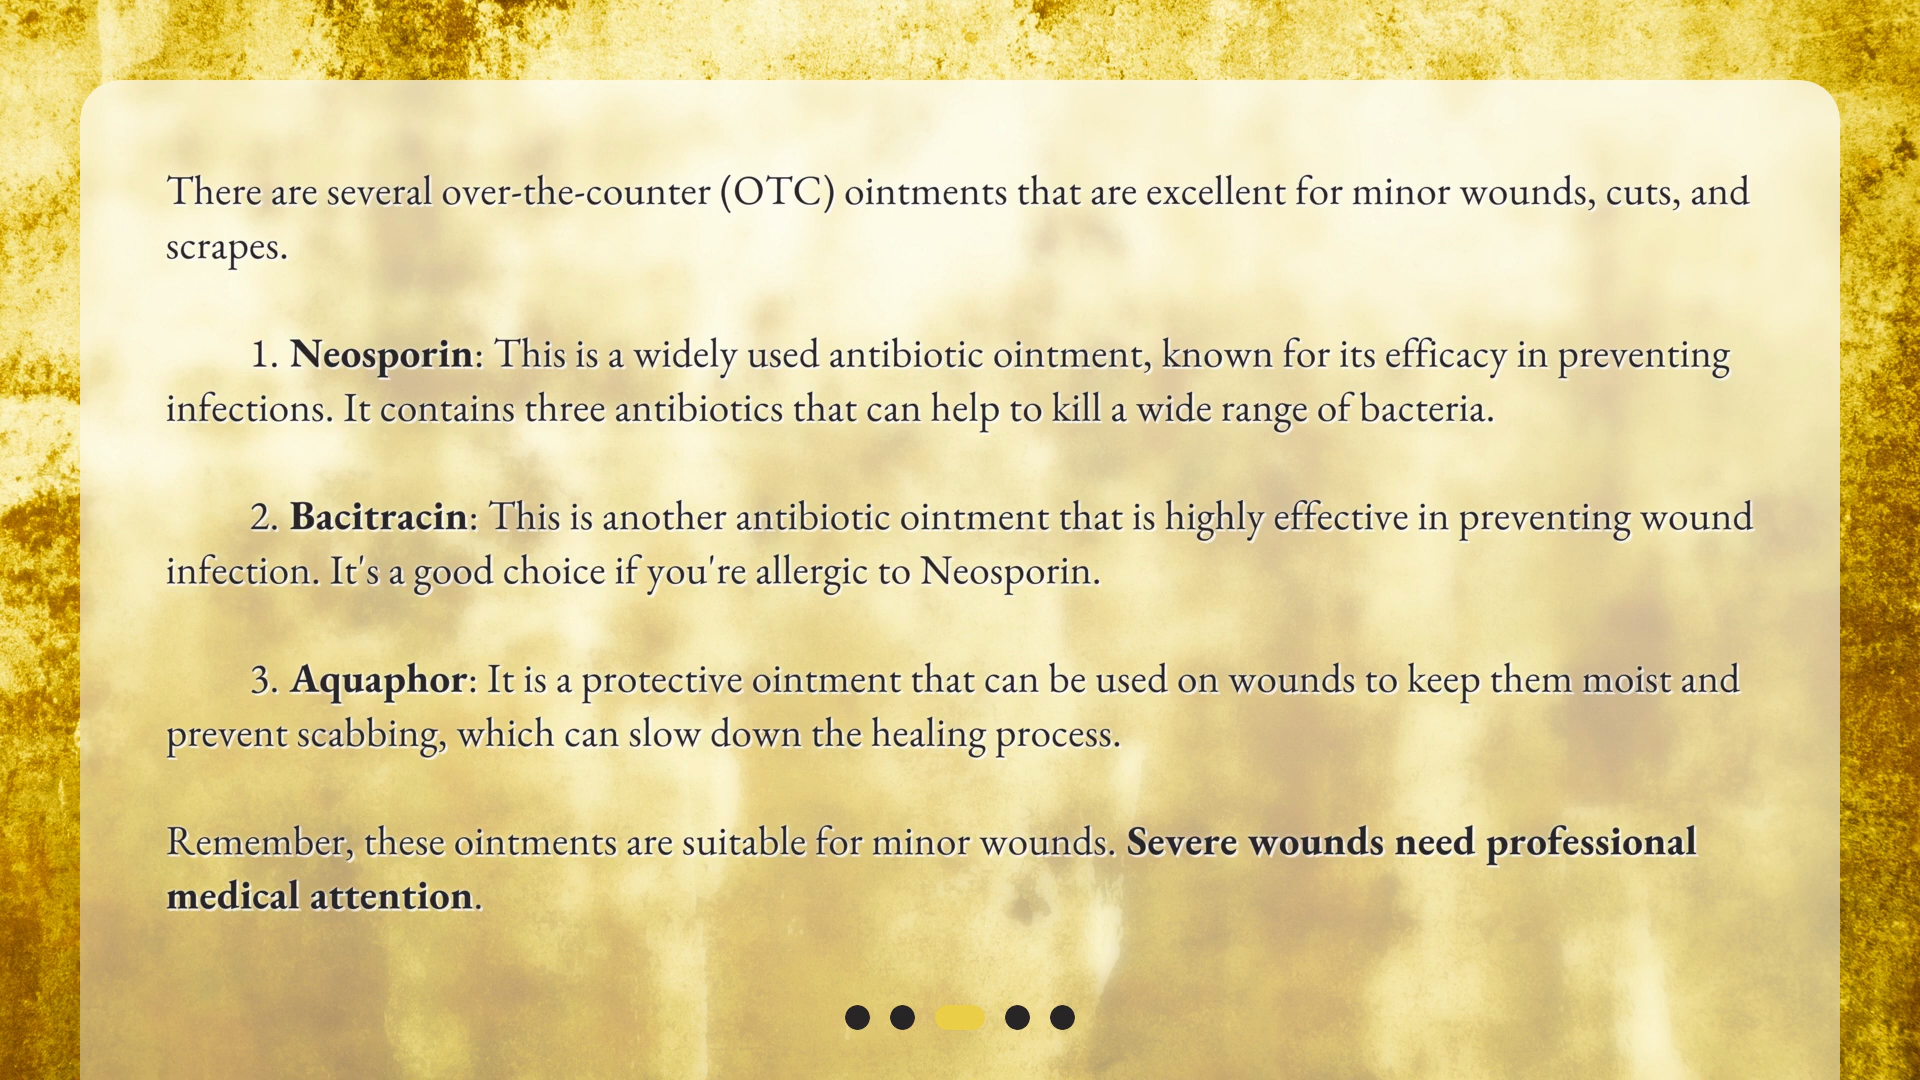 There are several over-the-counter (OTC) ointments that are excellent for minor wounds, cuts, and
scrapes.
1. Neosporin: This is a widely used antibiotic ointment, known for its efficacy in preventing
infections. It contains three antibiotics that can help to kill a wide range of bacteria.
2. Bacitracin: This is another antibiotic ointment that is highly effective in preventing wound
infection. It's a good choice if you're allergic to Neosporin.
3. Aquaphor: It is a protective ointment that can be used on wounds to keep them moist and
prevent scabbing, which can slow down the healing process.
Remember, these ointments are suitable for minor wounds. Severe wounds need professional
medical attention.